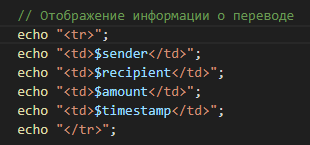 // Отображение информации о переводе
echo "<tr>";
echo "<td>$sender</td>";
echo "<td>$recipient</td>";
echo "<td>$amount</td>";
echo "<td>$timestamp</td>";
echo "</tr>";